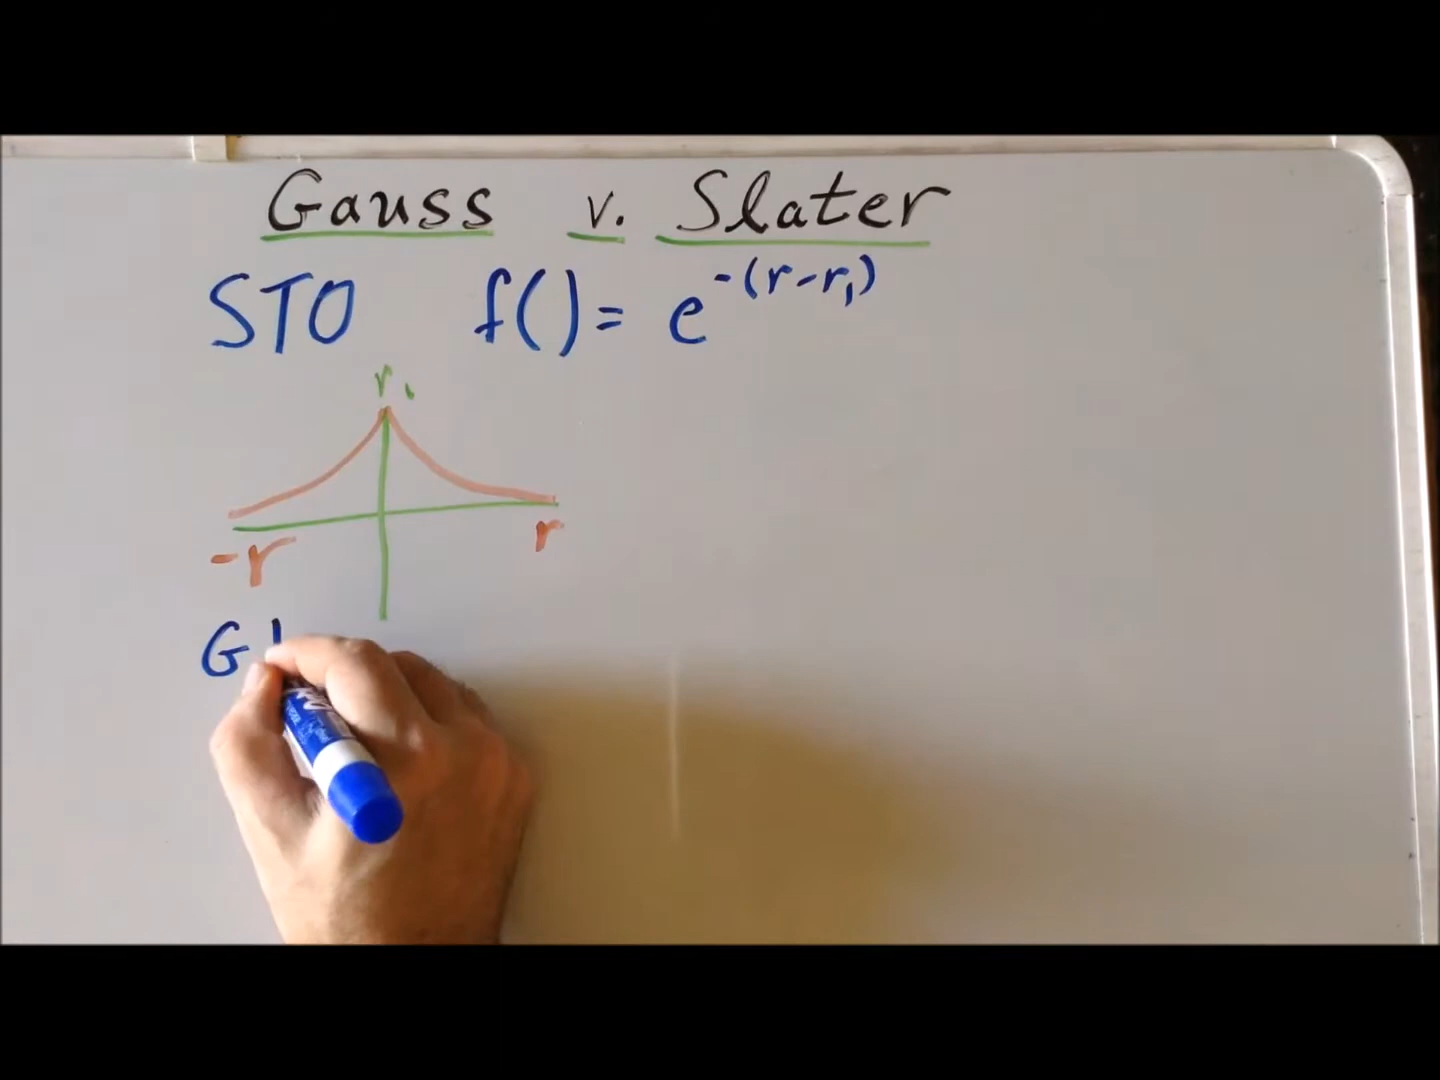 Gauss v. Slater
STO f() = e^-(r-r₁)
r₁
-r r
G